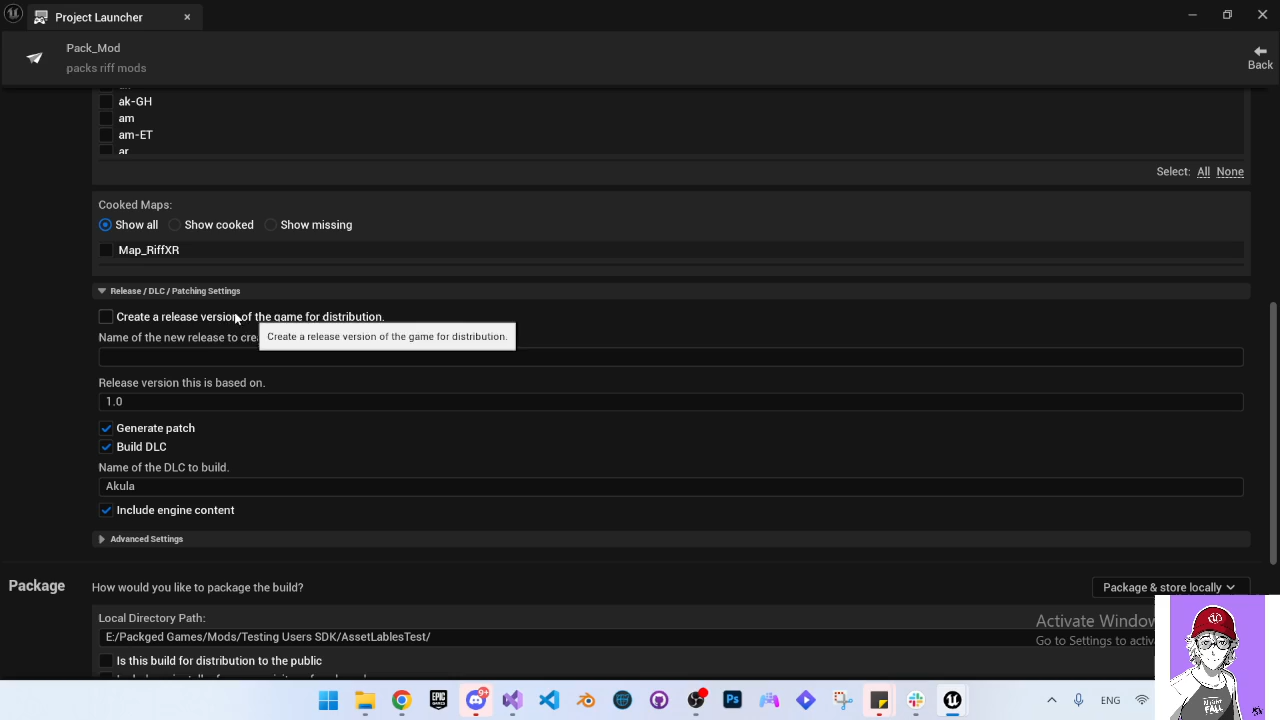 Project Launcher
Pack_Mod
packs riff mods
Back
ak-GH
am
am-ET
ar
Select: All None
Cooked Maps:
Show all Show cooked Show missing
Map_RiffXR
Release / DLC / Patching Settings
Create a release version of the game for distribution.
Name of the new release to
Create a release version of the game for distribution.
Release version this is based on.
1.0
Generate patch
Build DLC
Name of the DLC to build.
Akula
Include engine content
Advanced Settings
Package How would you like to package the build? Package & store locally
Local Directory Path:
Activate
E:/Packged Games/Mods/Testing Users SDK/AssetLablesTest/
Go to Settings to
Is this build for distribution to the public
9+
Ps
ENG